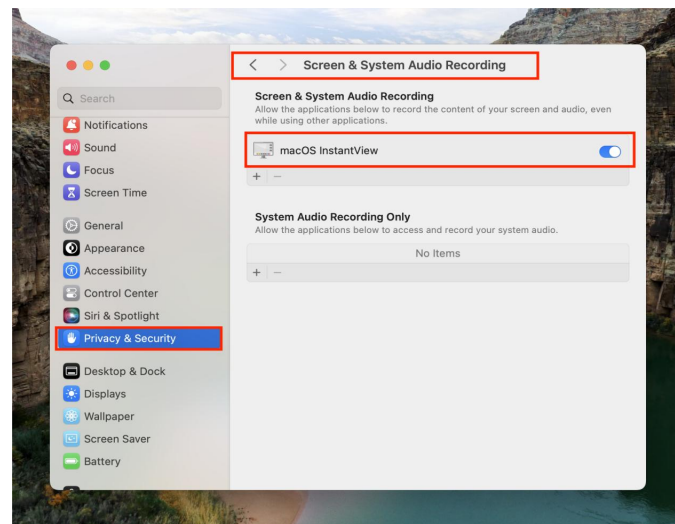 Screen & System Audio Recording
Search
Notifications
Sound
Focus
Screen Time
General
Appearance
Accessibility
Control Center
Siri & Spotlight
Privacy & Security
Desktop & Dock
Displays
Wallpaper
Screen Saver
Battery
Screen & System Audio Recording
Allow the applications below to record the content of your screen and audio, even
while using other applications.
macOS InstantView
+ −
System Audio Recording Only
Allow the applications below to access and record your system audio.
No Items
+ −